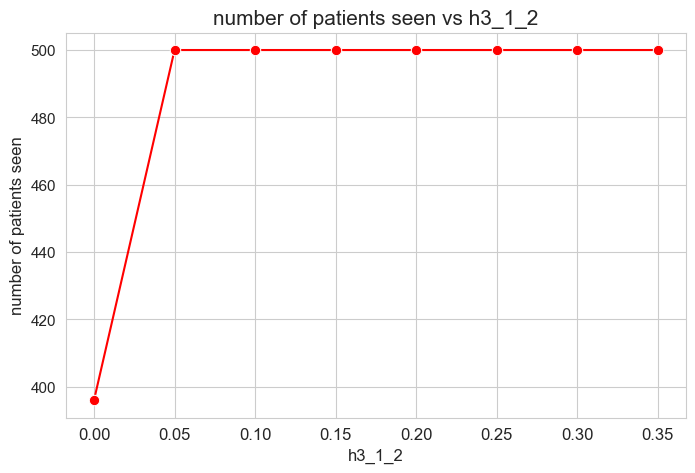 number of patients seen vs h3_1_2
number of patients seen
500
480
460
440
420
400
0.00 0.05 0.10 0.15 0.20 0.25 0.30 0.35
h3_1_2